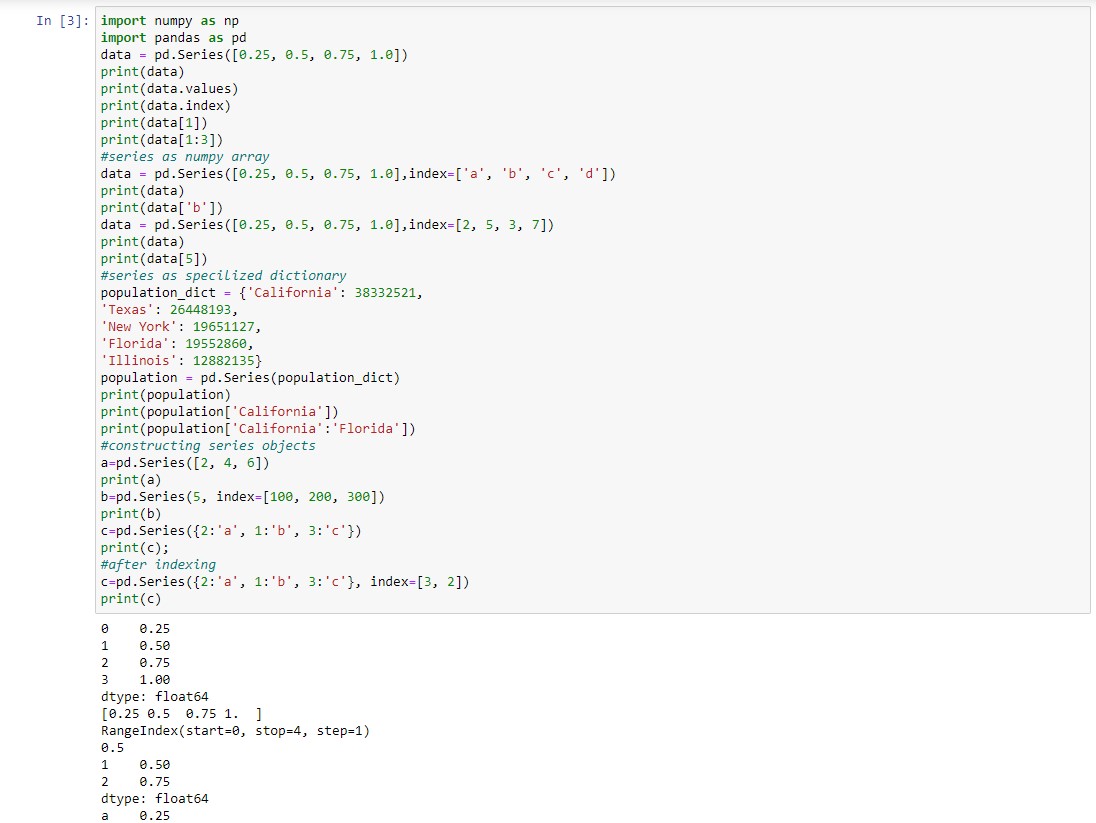 In [3]:
import numpy as np
import pandas as pd
data = pd.Series([0.25, 0.5, 0.75, 1.0])
print(data)
print(data.values)
print(data.index)
print(data[1])
print(data[1:3])
#series as numpy array
data = pd.Series([0.25, 0.5, 0.75, 1.0],index=['a', 'b', 'c', 'd'])
print(data)
print(data['b'])
data = pd.Series([0.25, 0.5, 0.75, 1.0],index=[2, 5, 3, 7])
print(data)
print(data[5])
#series as specilized dictionary
population_dict = {'California': 38332521,
'Texas': 26448193,
'New York': 19651127,
'Florida': 19552860,
'Illinois': 12882135}
population = pd.Series(population_dict)
print(population)
print(population['California'])
print(population['California':'Florida'])
#constructing series objects
a=pd.Series([2, 4, 6])
print(a)
b=pd.Series(5, index=[100, 200, 300])
print(b)
c=pd.Series({2:'a', 1:'b', 3:'c'})
print(c);
#after indexing
c=pd.Series({2:'a', 1:'b', 3:'c'}, index=[3, 2])
print(c)
0    0.25
1    0.50
2    0.75
3    1.00
dtype: float64
[0.25 0.5  0.75 1.  ]
RangeIndex(start=0, stop=4, step=1)
0.5
1    0.50
2    0.75
dtype: float64
a    0.25